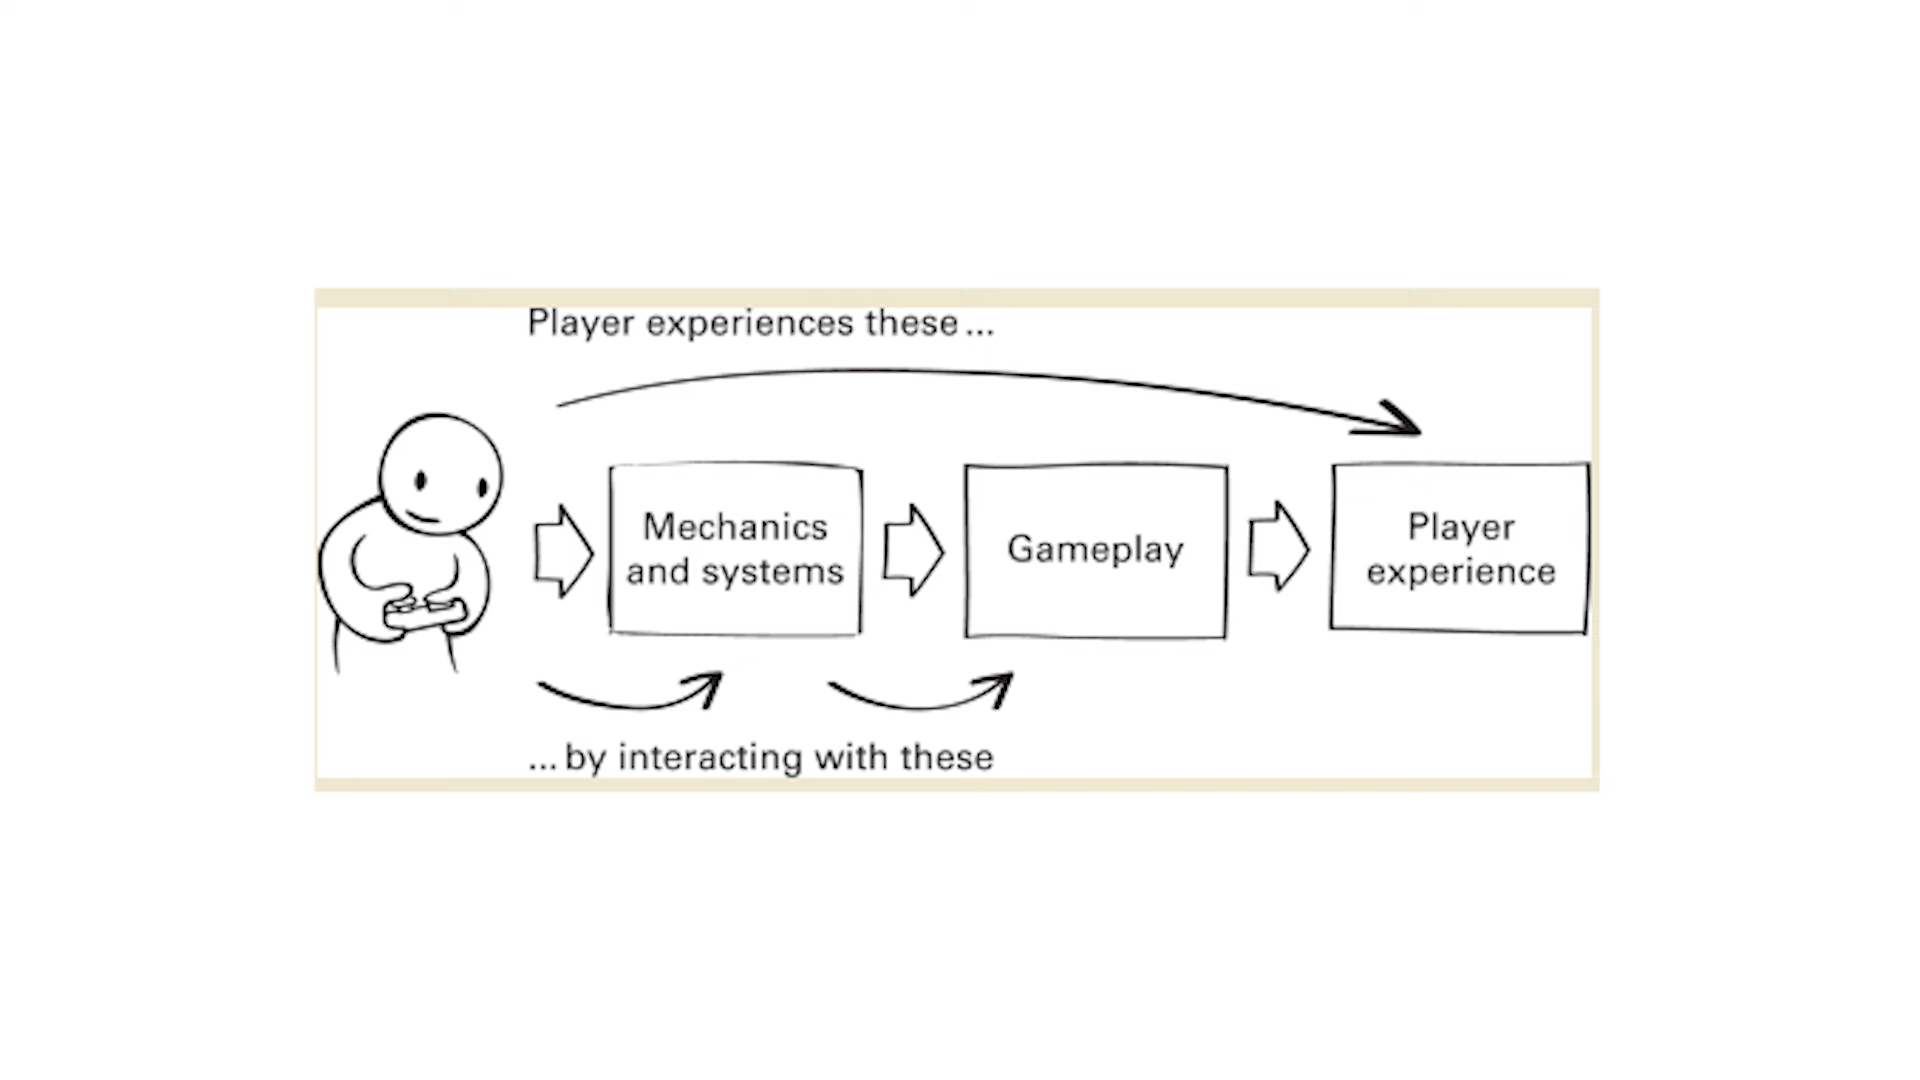 Player experiences these ...
Mechanics
and systems
Gameplay
Player
experience
... by interacting with these